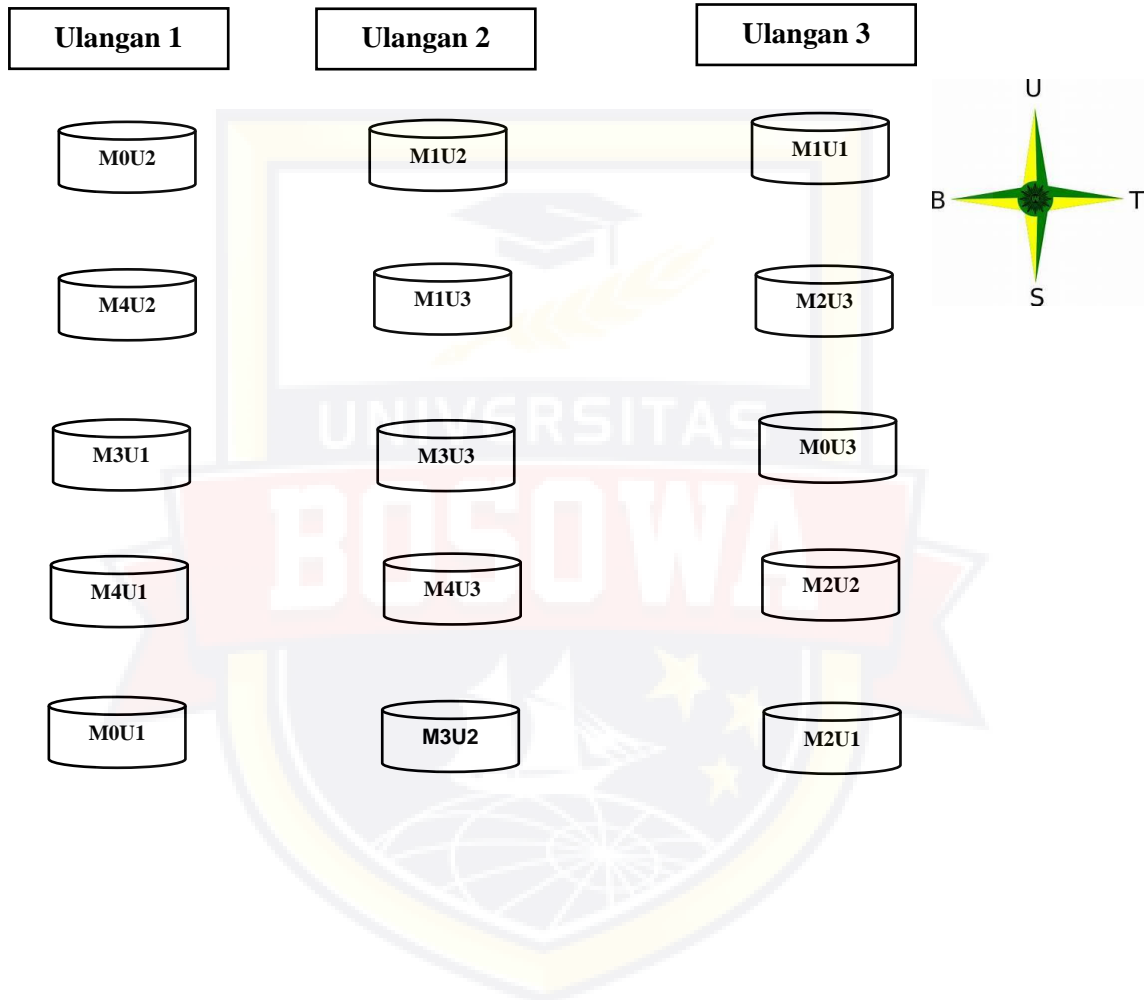 Ulangan 1 Ulangan 2 Ulangan 3
U
B T
S
M0U2 M1U2 M1U1
M4U2 M1U3 M2U3
M3U1 M3U3 M0U3
M4U1 M4U3 M2U2
M0U1 M3U2 M2U1
UNIVERSITAS
BOSOWA